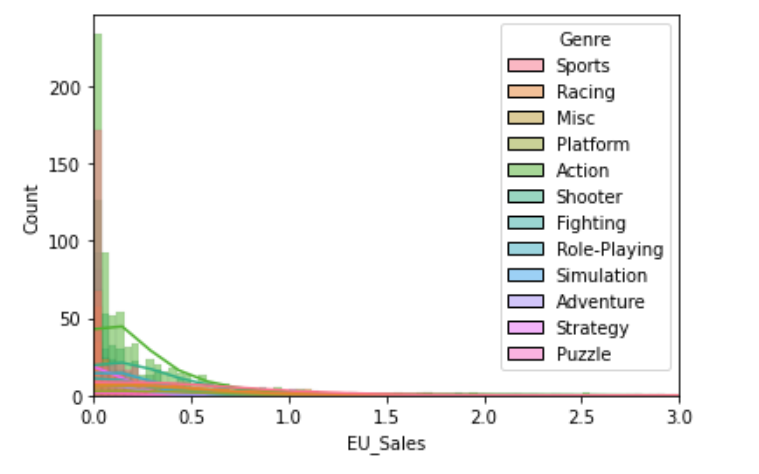 Genre
Sports
Racing
Misc
Platform
Action
Shooter
Fighting
Role-Playing
Simulation
Adventure
Strategy
Puzzle
200
150
100
50
0
Count
0.0 0.5 1.0 1.5 2.0 2.5 3.0
EU_Sales